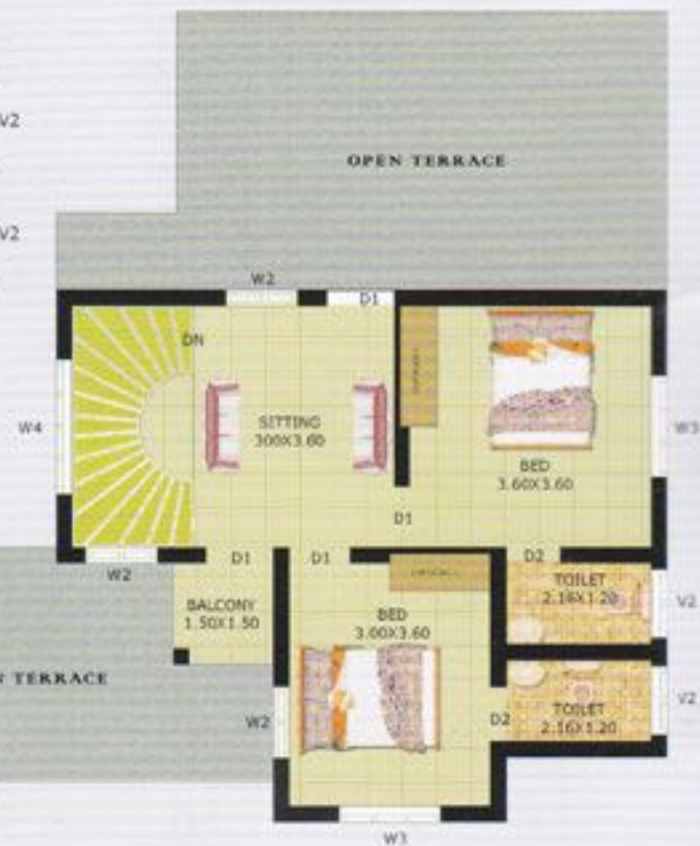 V2
OPEN TERRACE
V2
W2
D1
DN
W4
SITTING
300X3.60
W3
BED
3.60X3.60
D1
D1
D1
D2
W2
TOILET
2.16X1.20
V2
BALCONY
1.50X1.50
BED
3.00X3.60
TERRACE
V2
W2
D2
TOILET
2.16X1.20
W3